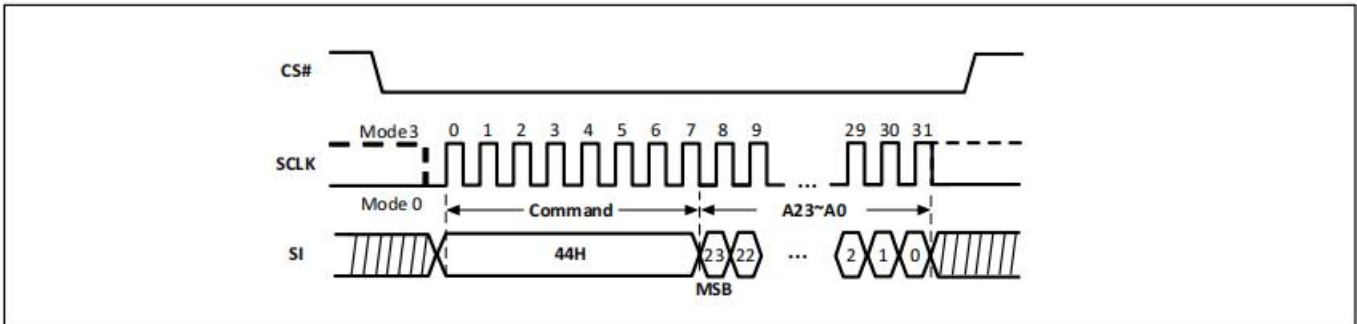 CS#
Mode3 0 1 2 3 4 5 6 7 8 9 29 30 31
SCLK
...
Mode 0
Command A23~A0
SI 44H 23 22 ... 2 1 0
MSB